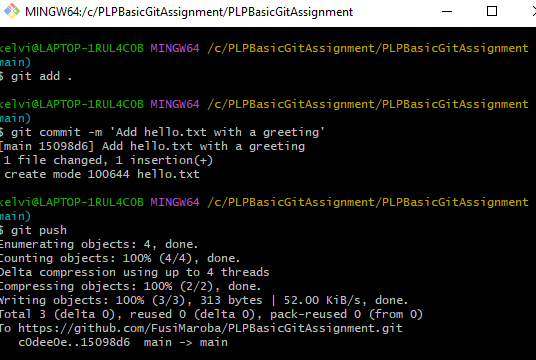 MINGW64:/c/PLPBasicGitAssignment/PLPBasicGitAssignment
kelvi@LAPTOP-1RUL4COB MINGW64 /c/PLPBasicGitAssignment/PLPBasicGitAssignment
main)
$ git add .
kelvi@LAPTOP-1RUL4COB MINGW64 /c/PLPBasicGitAssignment/PLPBasicGitAssignment
main)
$ git commit -m 'Add hello.txt with a greeting'
[main 15098d6] Add hello.txt with a greeting
1 file changed, 1 insertion(+)
create mode 100644 hello.txt
kelvi@LAPTOP-1RUL4COB MINGW64 /c/PLPBasicGitAssignment/PLPBasicGitAssignment
main)
$ git push
Enumerating objects: 4, done.
Counting objects: 100% (4/4), done.
Delta compression using up to 4 threads
Compressing objects: 100% (2/2), done.
Writing objects: 100% (3/3), 313 bytes | 52.00 KiB/s, done.
Total 3 (delta 0), reused 0 (delta 0), pack-reused 0 (from 0)
To https://github.com/FusiMaroba/PLPBasicGitAssignment.git
c0dee0e..15098d6 main -> main